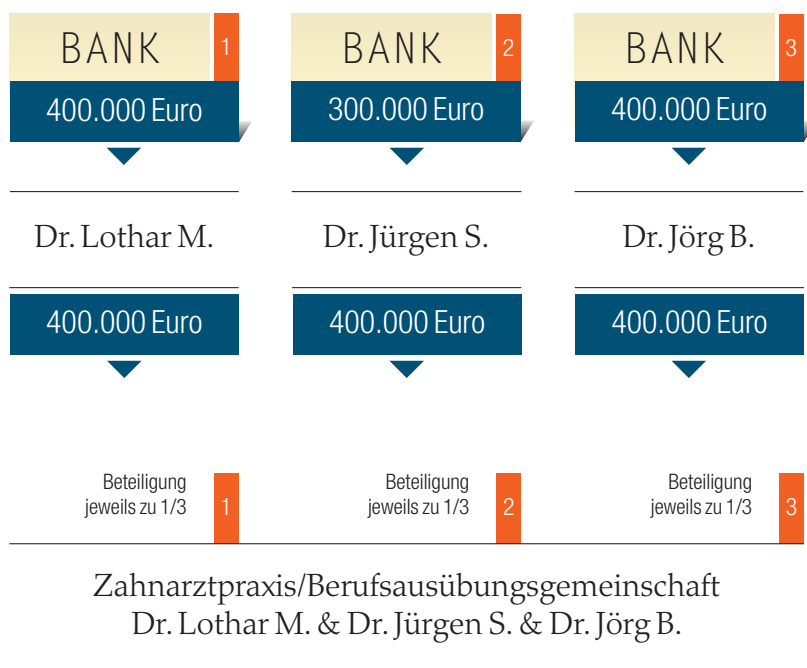 BANK 1
BANK 2
BANK 3
400.000 Euro
300.000 Euro
400.000 Euro
Dr. Lothar M.
Dr. Jürgen S.
Dr. Jörg B.
400.000 Euro
400.000 Euro
400.000 Euro
Beteiligung
jeweils zu 1/3
1
Beteiligung
jeweils zu 1/3
2
Beteiligung
jeweils zu 1/3
3
Zahnarztpraxis/Berufsausübungsgemeinschaft
Dr. Lothar M. & Dr. Jürgen S. & Dr. Jörg B.